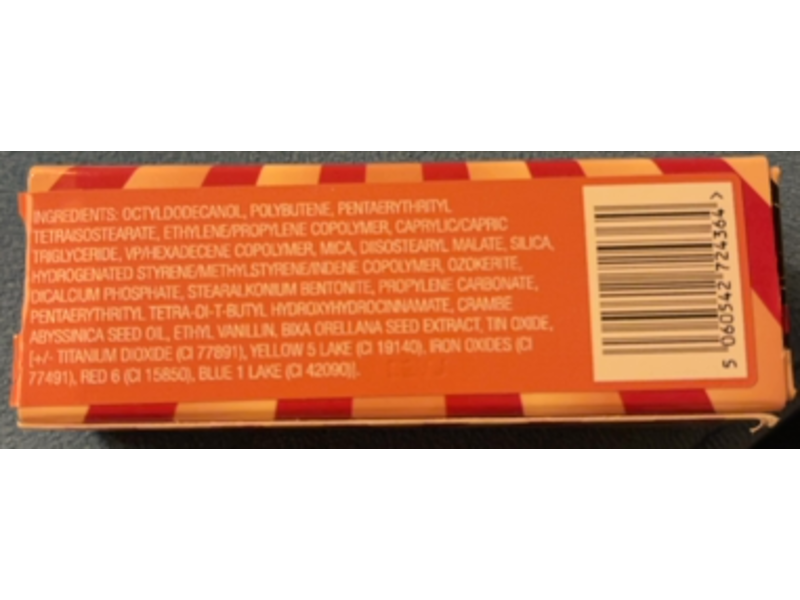 INGREDIENTS: OCTYLDODECANOL, POLYBUTENE, PENTAERYTHRITYL
TETRAISOSTEARATE, ETHYLENE/PROPYLENE COPOLYMER, CAPRYLIC/CAPRIC
TRIGLYCERIDE, VP/HEXADECENE COPOLYMER, MICA, DIISOSTEARYL MALATE, SILICA,
HYDROGENATED STYRENE/METHYLSTYRENE/INDENE COPOLYMER, OZOKERITE,
DICALCIUM PHOSPHATE, STEARALKONIUM BENTONITE, PROPYLENE CARBONATE,
PENTAERYTHRITYL TETRA-DI-T-BUTYL HYDROXYHYDROCINNAMATE, CRAMBE
ABYSSINICA SEED OIL, ETHYL VANILLIN, BIXA ORELLANA SEED EXTRACT, TIN OXIDE,
[+/- TITANIUM DIOXIDE (CI 77891), YELLOW 5 LAKE (CI 19140), IRON OXIDES (CI
77491), RED 6 (CI 15850), BLUE 1 LAKE (CI 42090)].
5 060542 724364 >